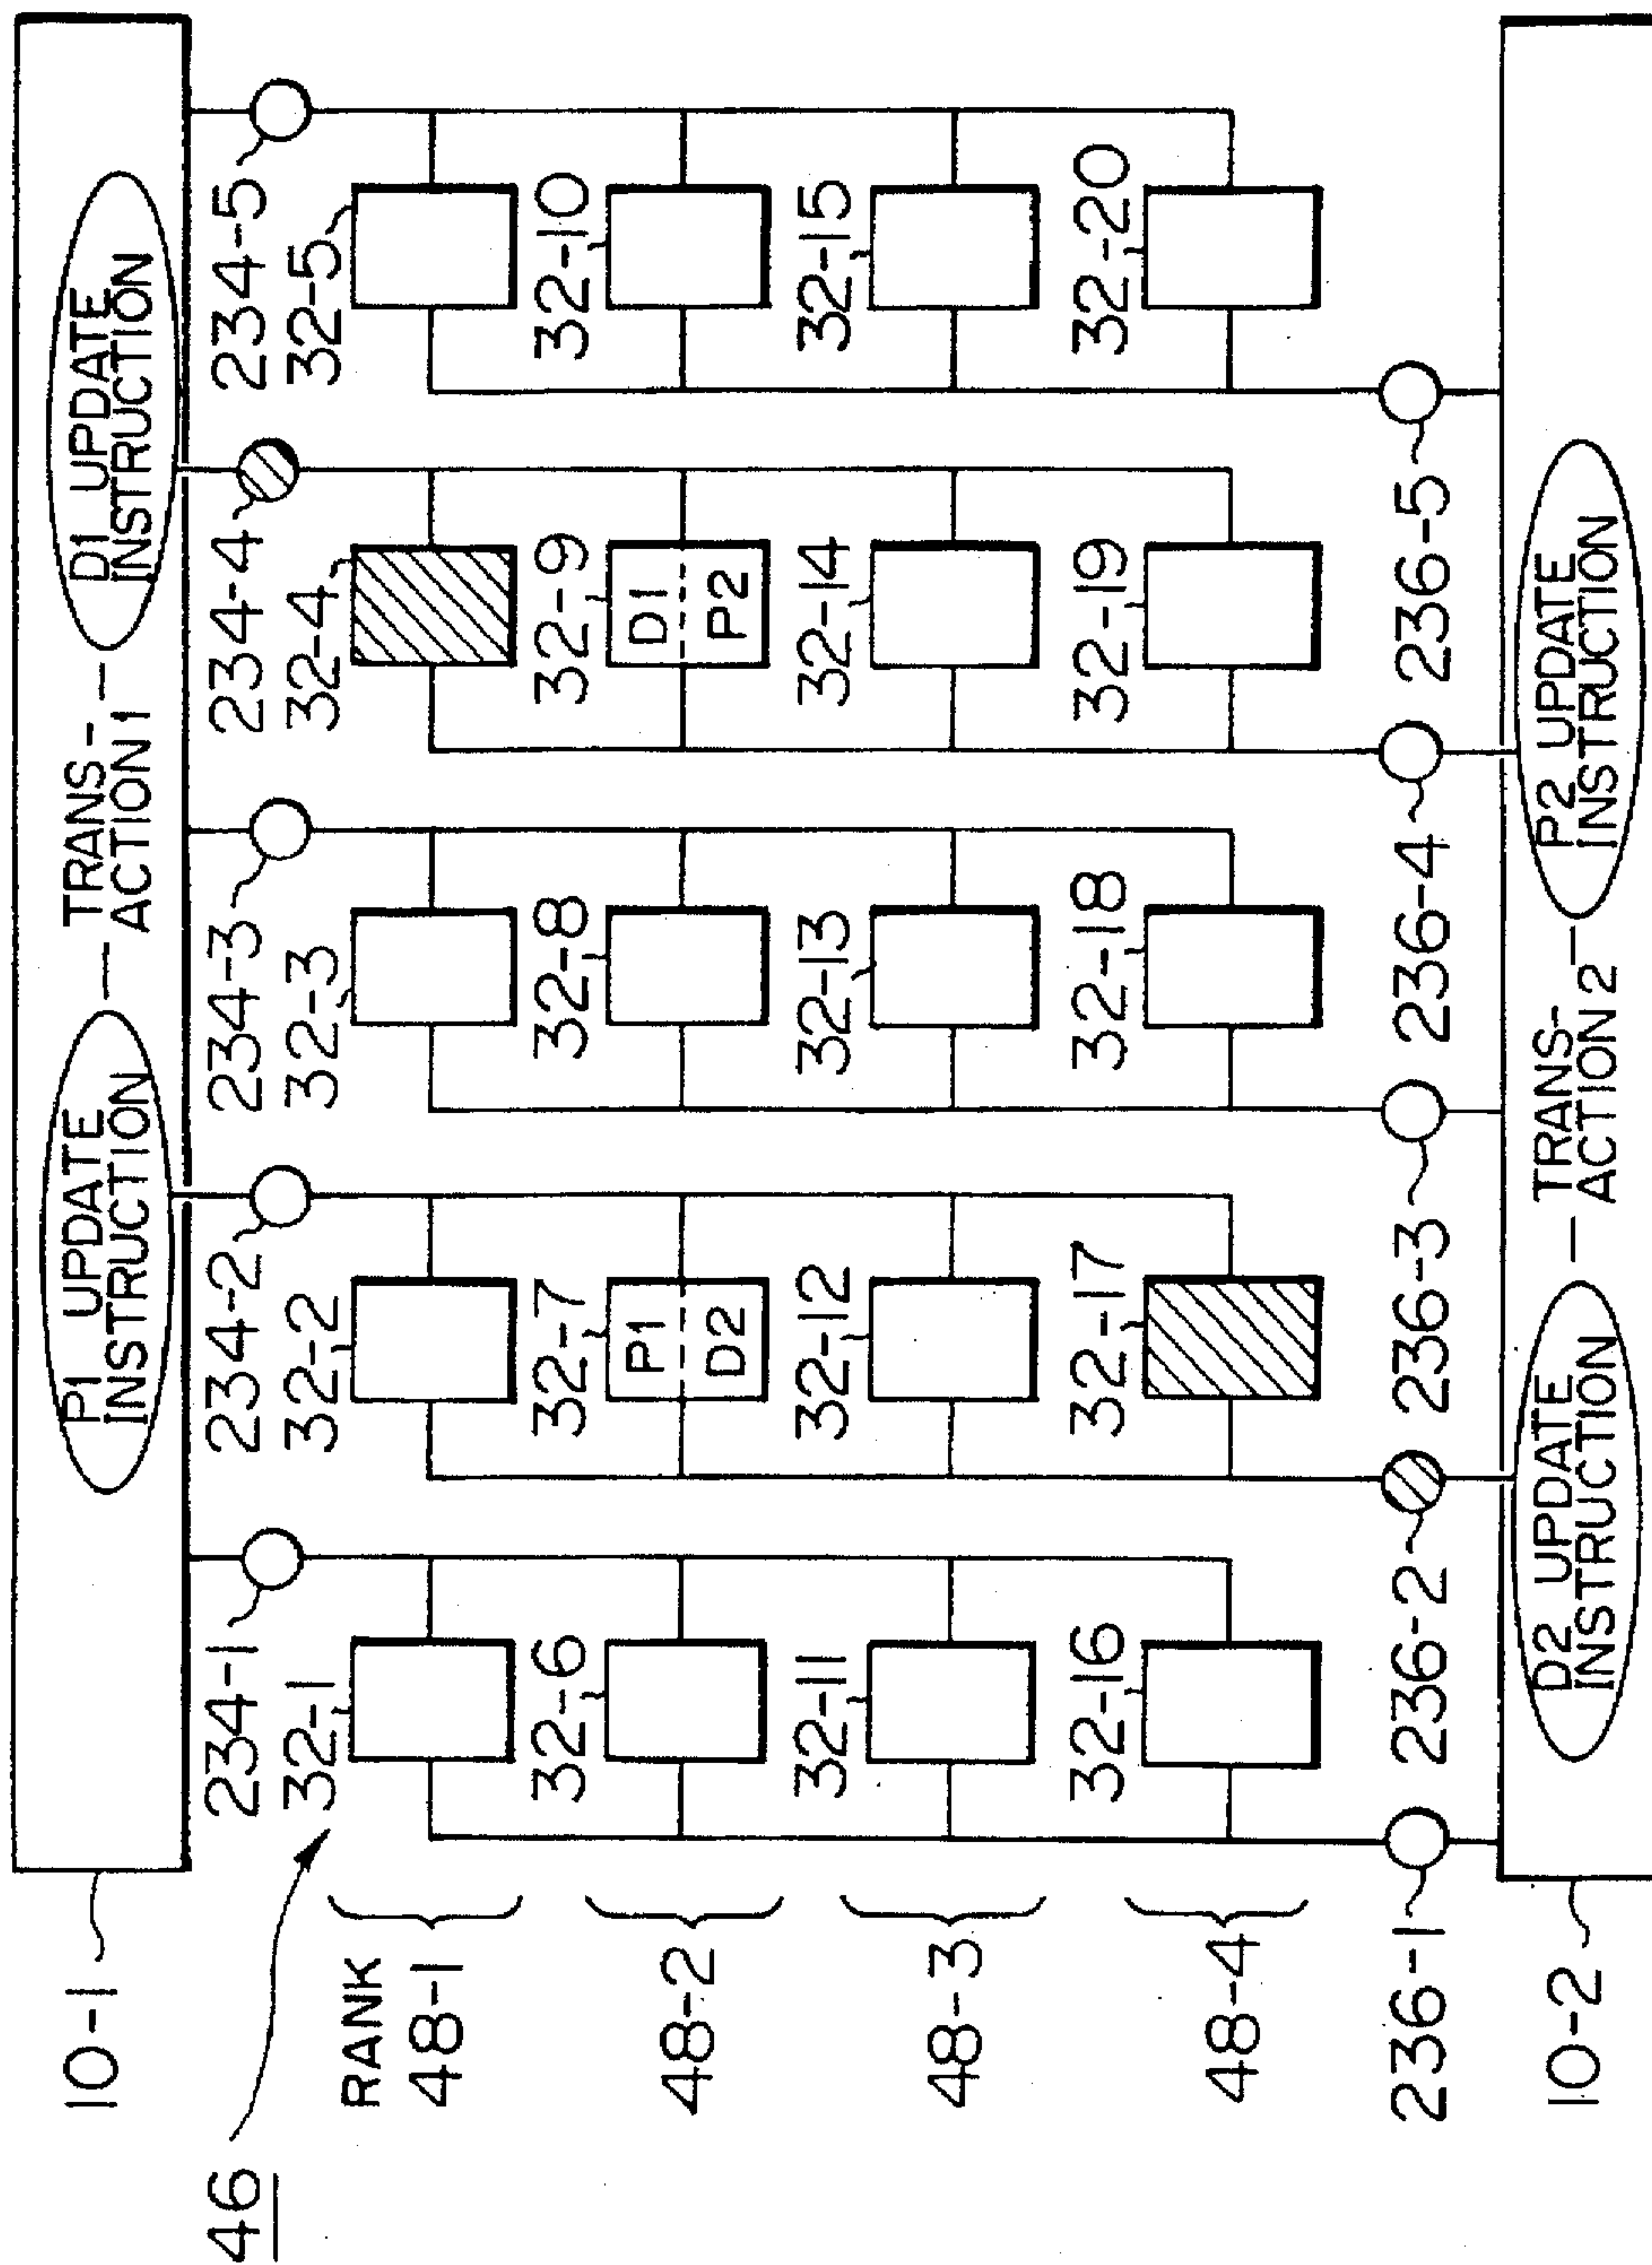 10-1
P1 UPDATE
INSTRUCTION
TRANS-
ACTION 1
D1 UPDATE
INSTRUCTION
46
234-1
234-2
234-3
234-4
234-5
RANK
48-1
32-1
32-2
32-3
32-4
32-5
48-2
32-6
32-7
P1
D2
32-8
32-9
D1
P2
32-10
48-3
32-11
32-12
32-13
32-14
32-15
48-4
32-16
32-17
32-18
32-19
32-20
236-1
236-2
236-3
236-4
236-5
10-2
D2 UPDATE
INSTRUCTION
TRANS-
ACTION 2
P2 UPDATE
INSTRUCTION